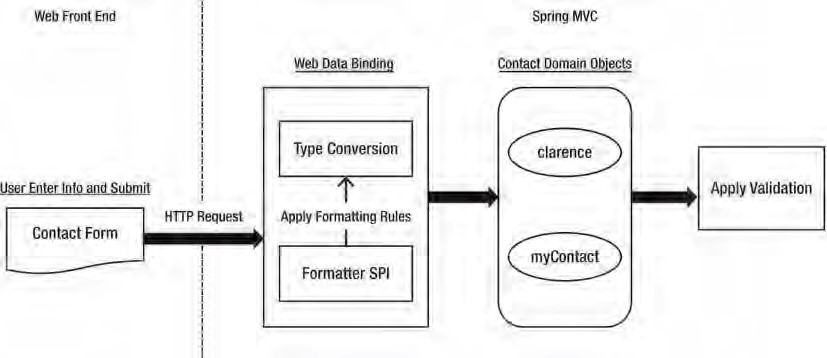 Web Front End
Spring MVC
Web Data Binding
Contact Domain Objects
Type Conversion
clarence
User Enter Info and Submit
Apply Validation
HTTP Request
Apply Formatting Rules
Contact Form
myContact
Formatter SPI